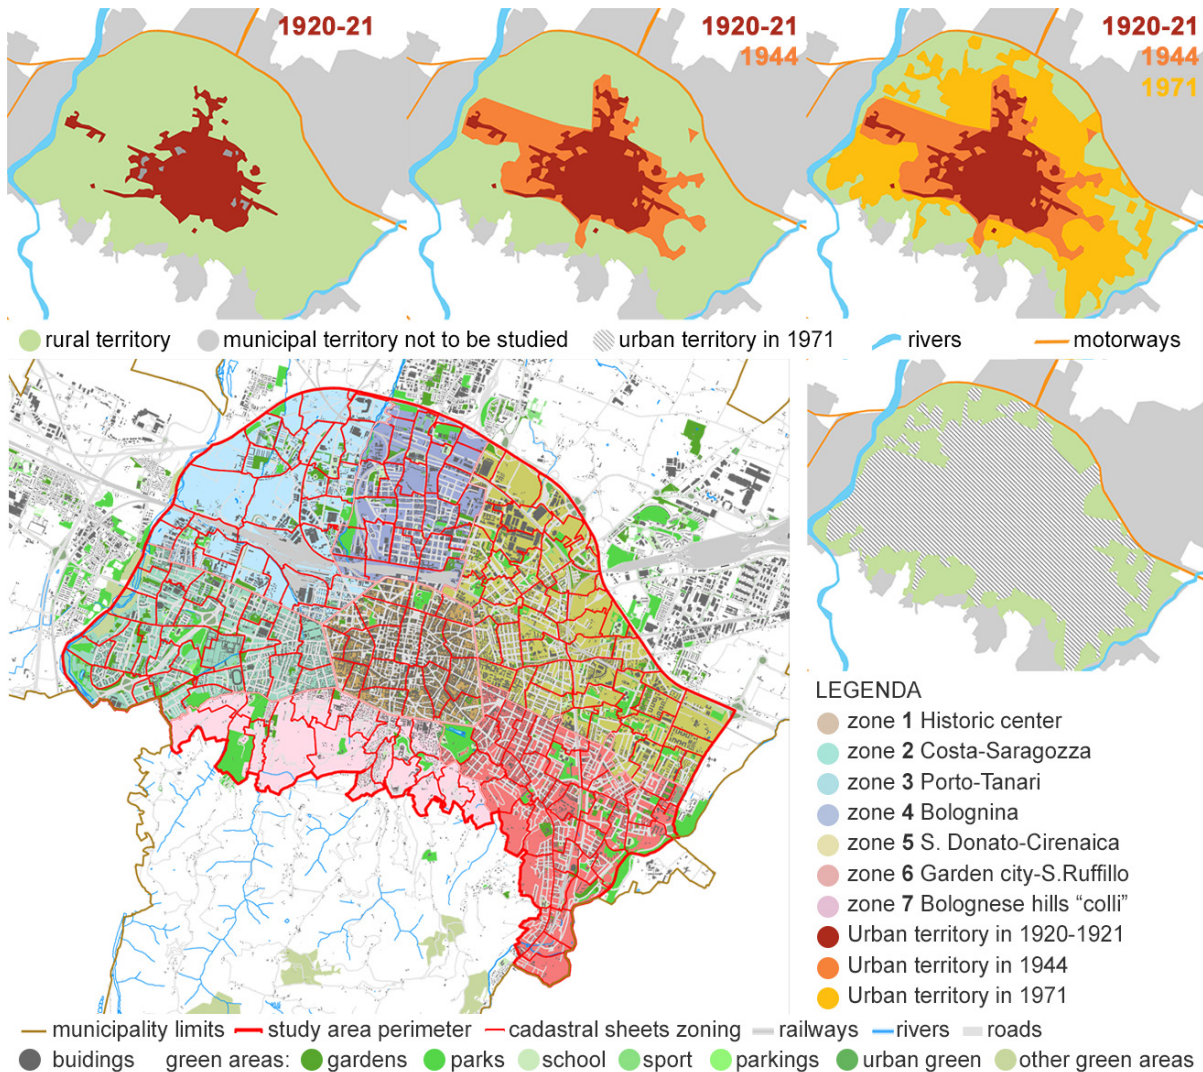 1920-21
1920-21
1944
1920-21
1944
1971
rural territory
municipal territory not to be studied
urban territory in 1971
rivers
motorways
LEGENDA
zone 1 Historic center
zone 2 Costa-Saragozza
zone 3 Porto-Tanari
zone 4 Bolognina
zone 5 S. Donato-Cirenaica
zone 6 Garden city-S.Ruffillo
zone 7 Bolognese hills “colli”
Urban territory in 1920-1921
Urban territory in 1944
Urban territory in 1971
municipality limits
study area perimeter
cadastral sheets zoning
railways
rivers
roads
buidings
green areas:
gardens
parks
school
sport
parkings
urban green
other green areas